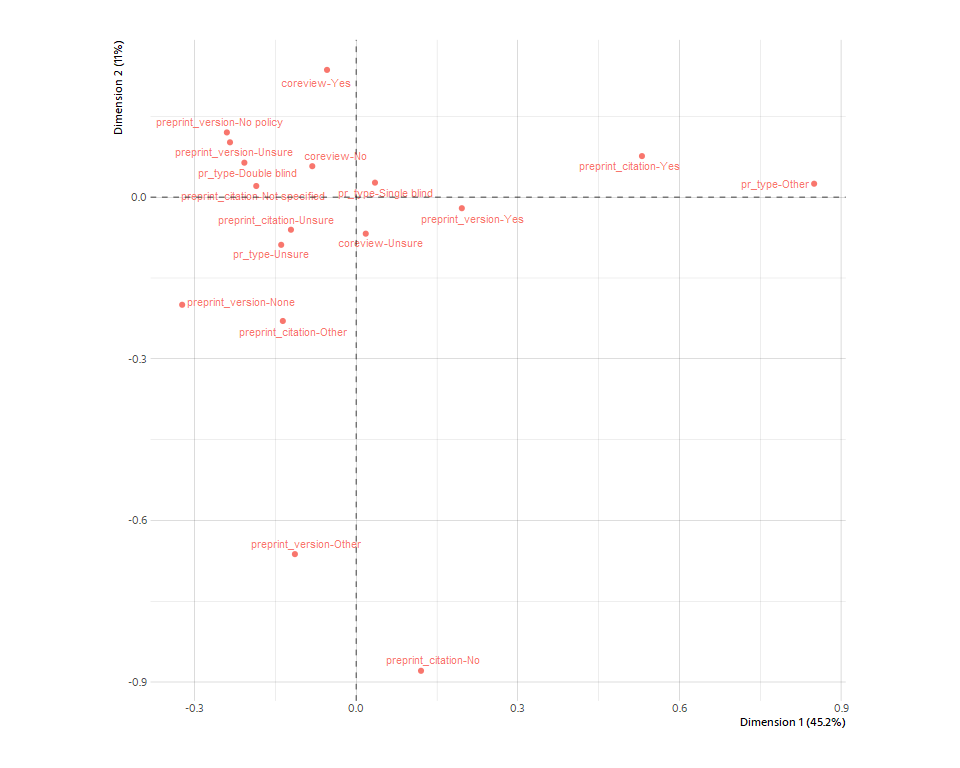 Dimension 2 (11%)
coreview-Yes
preprint_version-No policy
preprint_version-Unsure
coreview-No
pr_type-Double blind
preprint_citation-Yes
pr_type-Other
preprint_citation-Not specified
pr_type-Single blind
0.0
preprint_citation-Unsure
preprint_version-Yes
coreview-Unsure
pr_type-Unsure
preprint_version-None
preprint_citation-Other
-0.3
-0.6
preprint_version-Other
preprint_citation-No
-0.9
-0.3
0.0
0.3
0.6
0.9
Dimension 1 (45.2%)